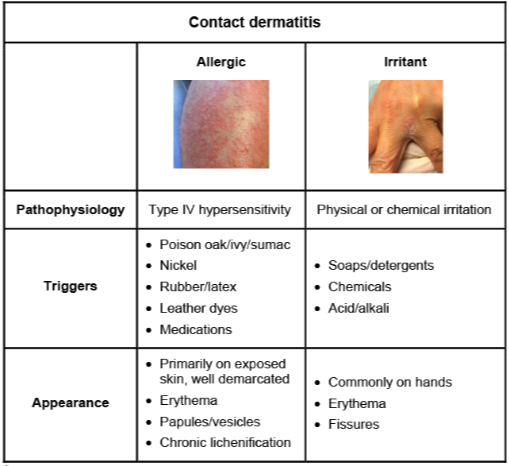 Contact dermatitis
Allergic
Irritant
Pathophysiology
Type IV hypersensitivity
Physical or chemical irritation
Triggers
• Poison oak/ivy/sumac
• Nickel
• Rubber/latex
• Leather dyes
• Medications
• Soaps/detergents
• Chemicals
• Acid/alkali
Appearance
• Primarily on exposed
skin, well demarcated
• Erythema
• Papules/vesicles
• Chronic lichenification
• Commonly on hands
• Erythema
• Fissures